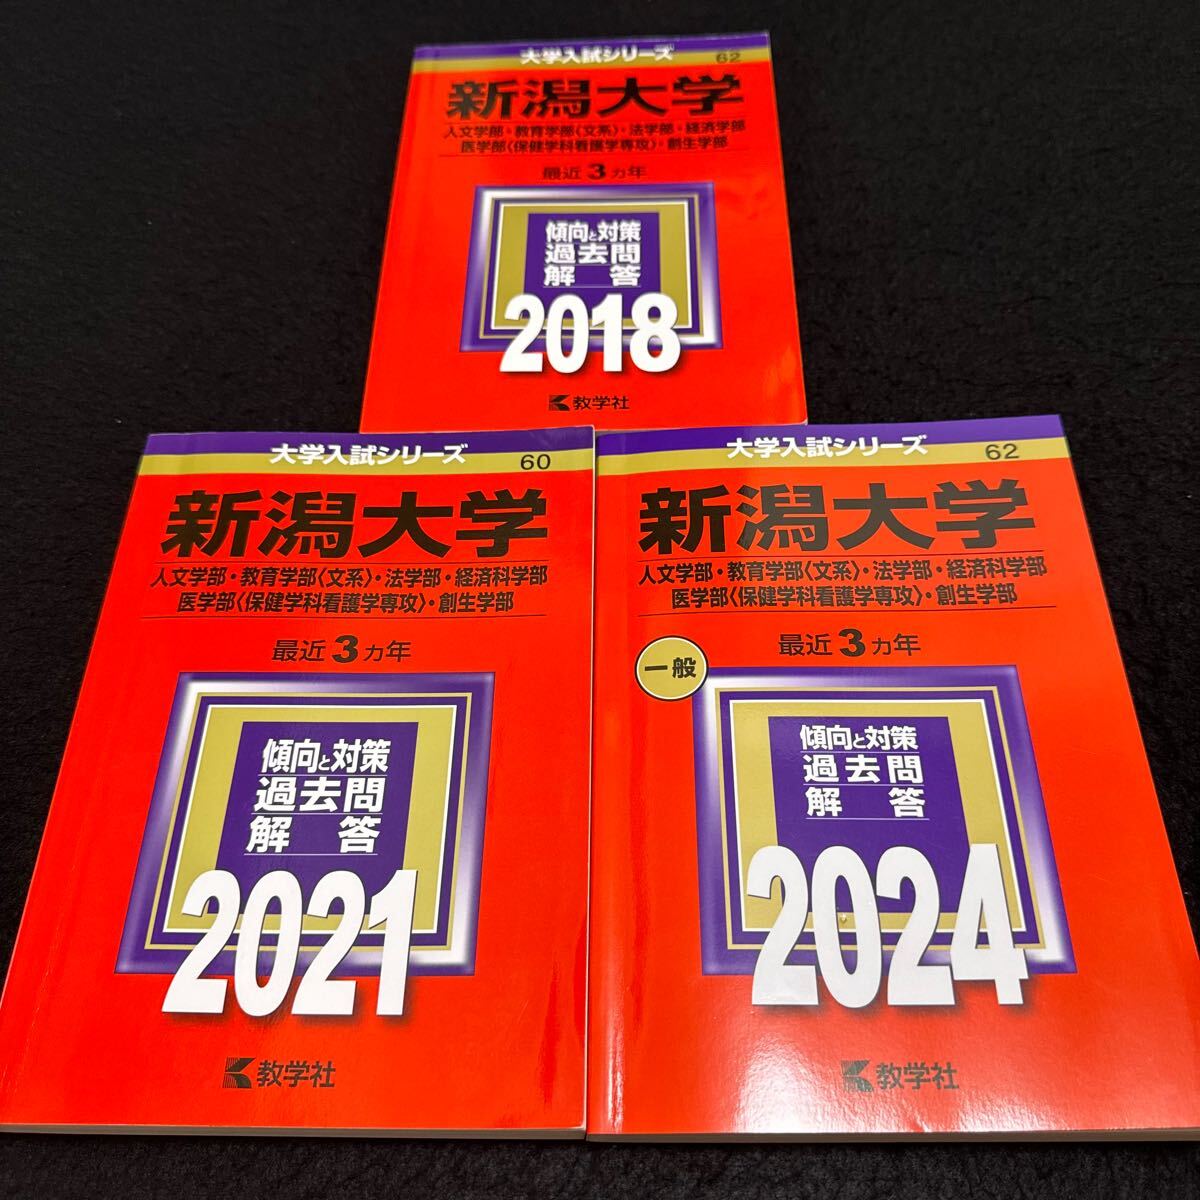 大学入試シリーズ
62
新潟大学
人文学部・教育学部〈文系〉・法学部・経済学部
医学部〈保健学科看護学専攻〉・創生学部
最近3カ年
傾向と対策
過去問
解答
2018
教学社
大学入試シリーズ
60
新潟大学
人文学部・教育学部〈文系〉・法学部・経済科学部
医学部〈保健学科看護学専攻〉・創生学部
最近3カ年
傾向と対策
過去問
解答
2021
教学社
大学入試シリーズ
62
新潟大学
人文学部・教育学部〈文系〉・法学部・経済科学部
医学部〈保健学科看護学専攻〉・創生学部
一般
最近3カ年
傾向と対策
過去問
解答
2024
教学社